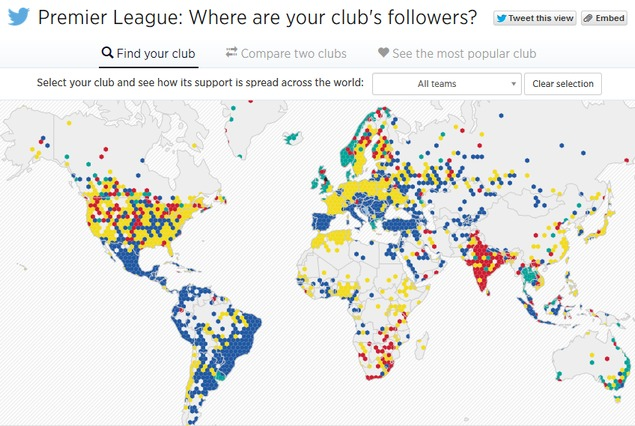 Premier League: Where are your club's followers?
Tweet this view
Embed
Find your club
Compare two clubs
See the most popular club
Select your club and see how its support is spread across the world:
All teams
Clear selection